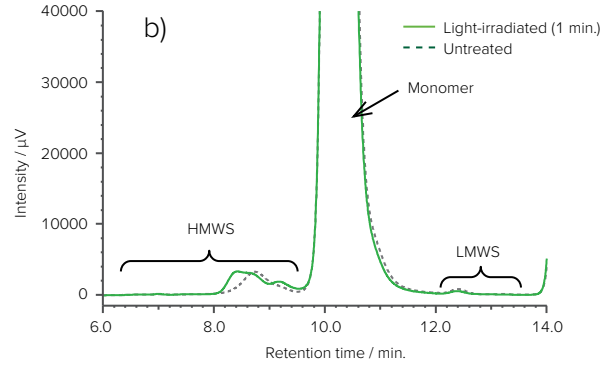 b)
Light-irradiated (1 min.)
Untreated
Monomer
HMWS
LMWS
Intensity / µV
40000
30000
20000
10000
0
6.0 8.0 10.0 12.0 14.0
Retention time / min.